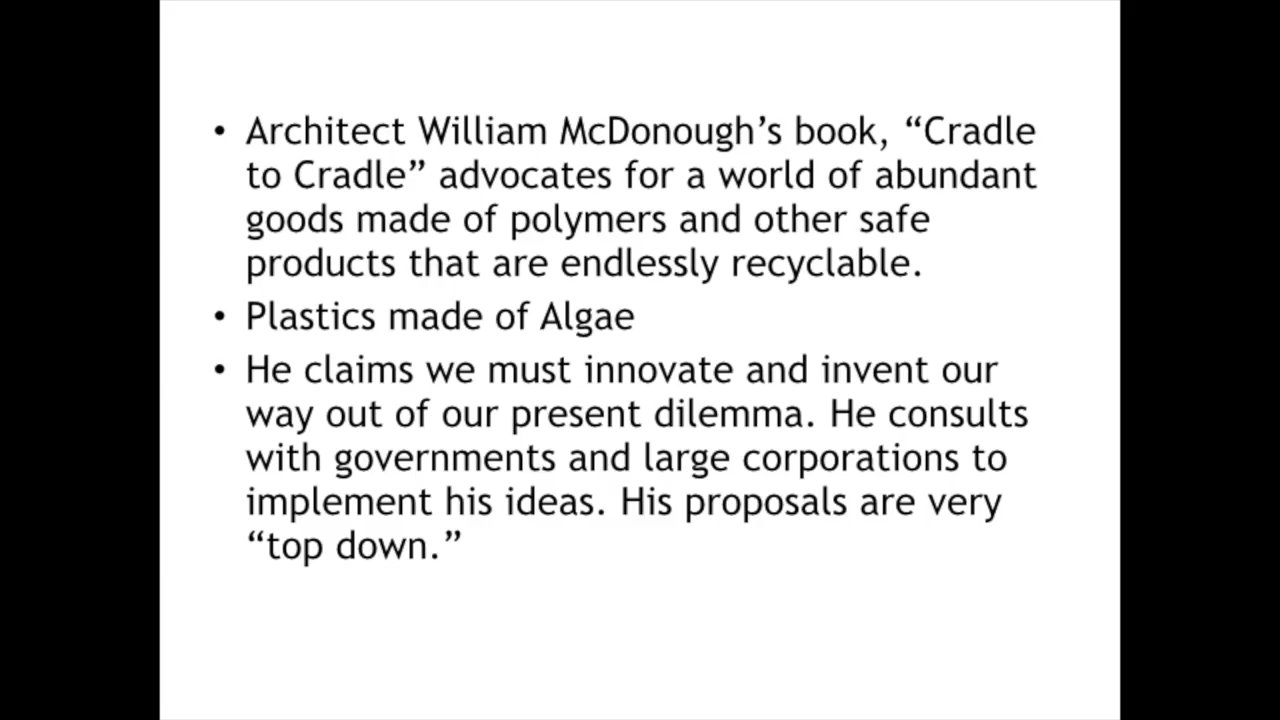 • Architect William McDonough’s book, “Cradle
to Cradle” advocates for a world of abundant
goods made of polymers and other safe
products that are endlessly recyclable.
• Plastics made of Algae
• He claims we must innovate and invent our
way out of our present dilemma. He consults
with governments and large corporations to
implement his ideas. His proposals are very
“top down.”